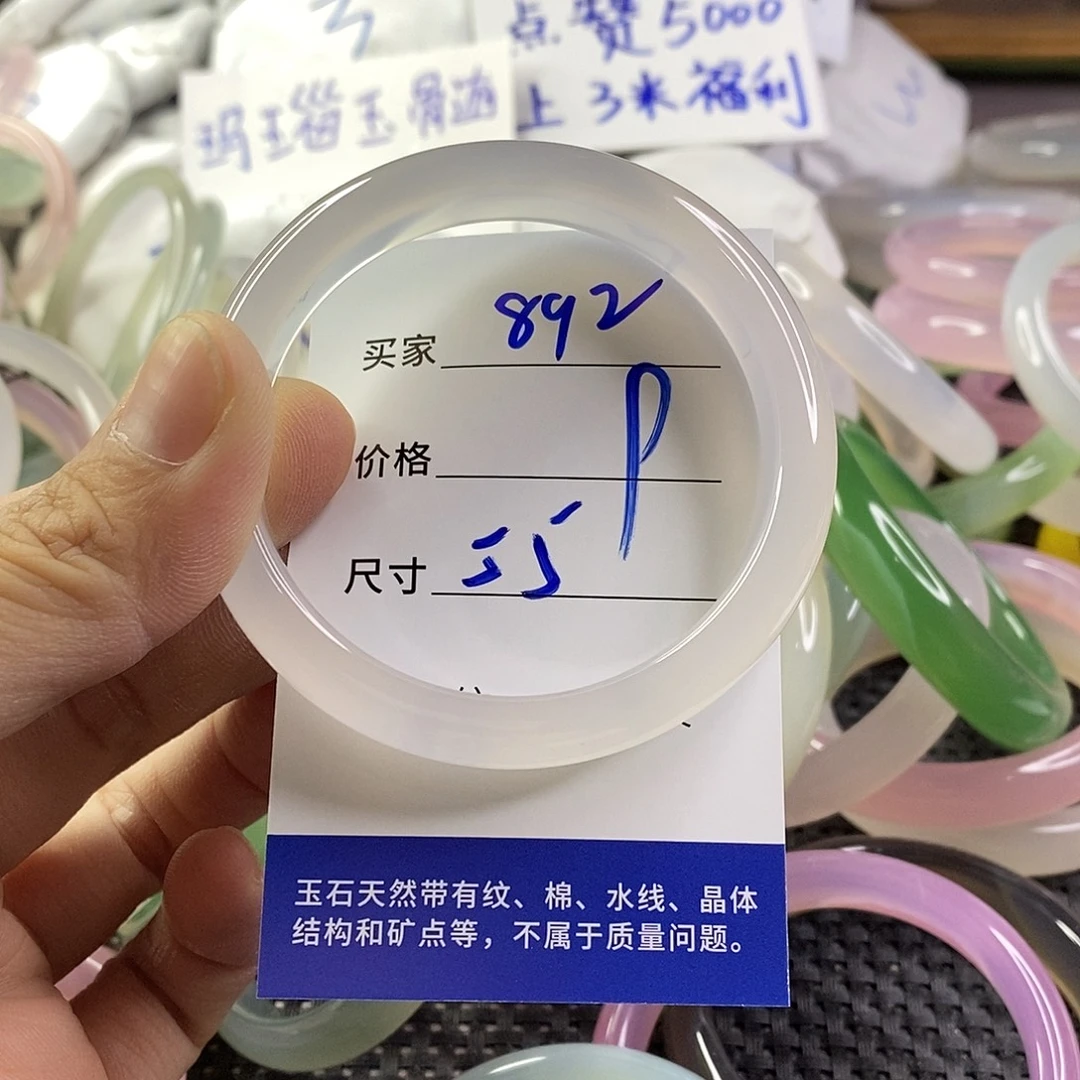 点赞5000
上3米福利
玛瑙玉骨随
买家 892
价格 P
尺寸 55
玉石天然带有纹、棉、水线、晶体
结构和矿点等，不属于质量问题。